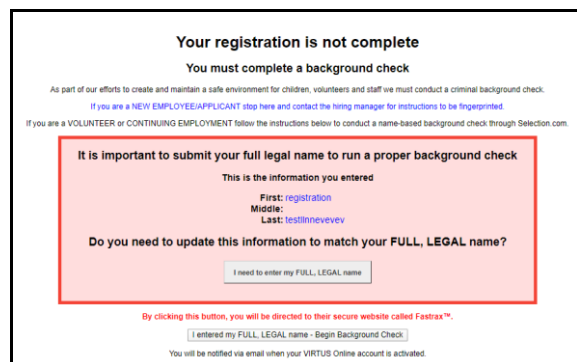 Your registration is not complete
You must complete a background check
As part of our efforts to create and maintain a safe environment for children, volunteers and staff we must conduct a criminal background check.
If you are a NEW EMPLOYEE/APPLICANT stop here and contact the hiring manager for instructions to be fingerprinted.
If you are a VOLUNTEER or CONTINUING EMPLOYMENT follow the instructions below to conduct a name-based background check through Selection.com.
It is important to submit your full legal name to run a proper background check
This is the information you entered
First: registration
Middle:
Last: testlnnevevev
Do you need to update this information to match your FULL, LEGAL name?
I need to enter my FULL, LEGAL name
By clicking this button, you will be directed to their secure website called Fastrax™.
I entered my FULL, LEGAL name - Begin Background Check
You will be notified via email when your VIRTUS Online account is activated.